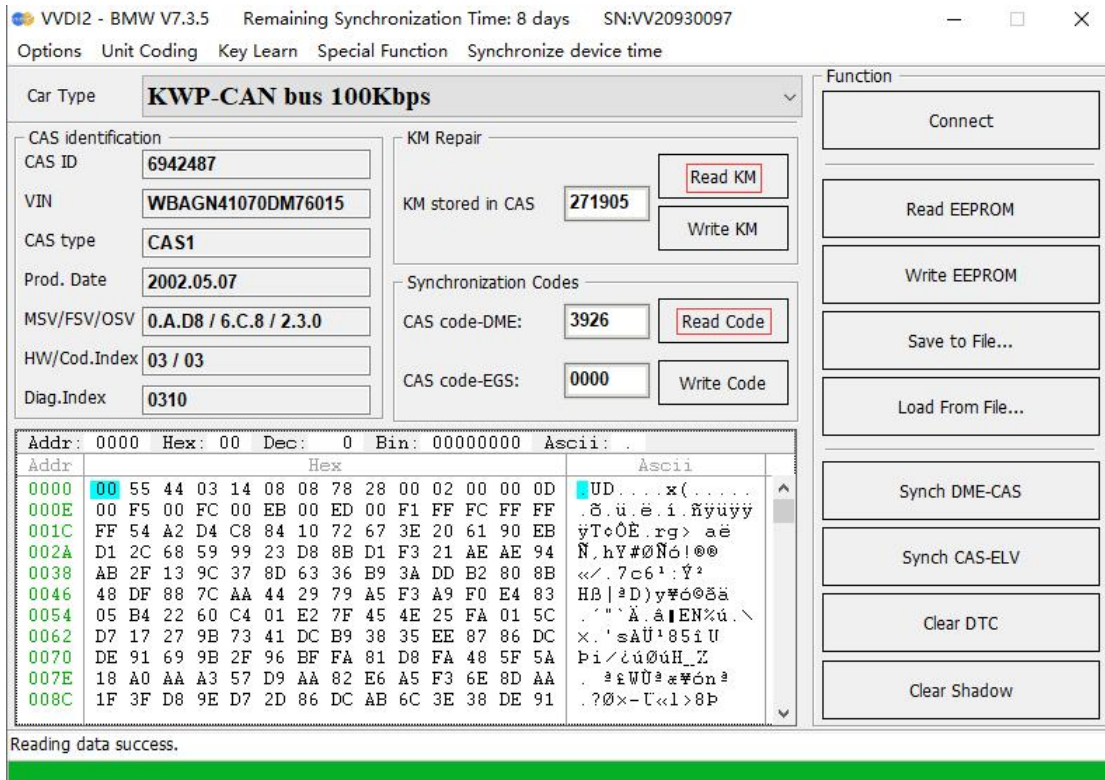 VVDI2 - BMW V7.3.5 Remaining Synchronization Time: 8 days SN:VV20930097
Options Unit Coding Key Learn Special Function Synchronize device time
Car Type KWP-CAN bus 100Kbps
CAS identification
CAS ID 6942487
VIN WBAGN41070DM76015
CAS type CAS1
Prod. Date 2002.05.07
MSV/FSV/OSV 0.A.D8 / 6.C.8 / 2.3.0
HW/Cod.Index 03 / 03
Diag.Index 0310
KM Repair
KM stored in CAS 271905
Read KM
Write KM
Synchronization Codes
CAS code-DME: 3926 Read Code
CAS code-EGS: 0000 Write Code
Function
Connect
Read EEPROM
Write EEPROM
Save to File...
Load From File...
Synch DME-CAS
Synch CAS-ELV
Clear DTC
Clear Shadow
Addr: 0000 Hex: 00 Dec: 0 Bin: 00000000 Ascii: .
Addr Hex Ascii
0000 00 55 44 03 14 08 08 78 28 00 02 00 00 0D .UD....x(.....
000E 00 F5 00 FC 00 EB 00 ED 00 F1 FF FC FF FF .õ.ü.ë.í.ñÿüÿÿ
001C FF 54 A2 D4 C8 84 10 72 67 3E 20 61 90 EB
002A D1 2C 68 59 99 23 D8 8B D1 F3 21 AE AE 94
0038 AB 2F 13 9C 37 8D 63 36 B9 3A DD B2 80 8B
0046 48 DF 88 7C AA 44 29 79 A5 F3 A9 F0 E4 83
0054 05 B4 22 60 C4 01 E2 7F 45 4E 25 FA 01 5C
0062 D7 17 27 9B 73 41 DC B9 38 35 EE 87 86 DC
0070 DE 91 69 9B 2F 96 BF FA 81 D8 FA 48 5F 5A
007E 18 A0 AA A3 57 D9 AA 82 E6 A5 F3 6E 8D AA
008C 1F 3F D8 9E D7 2D 86 DC AB 6C 3E 38 DE 91
Reading data success.